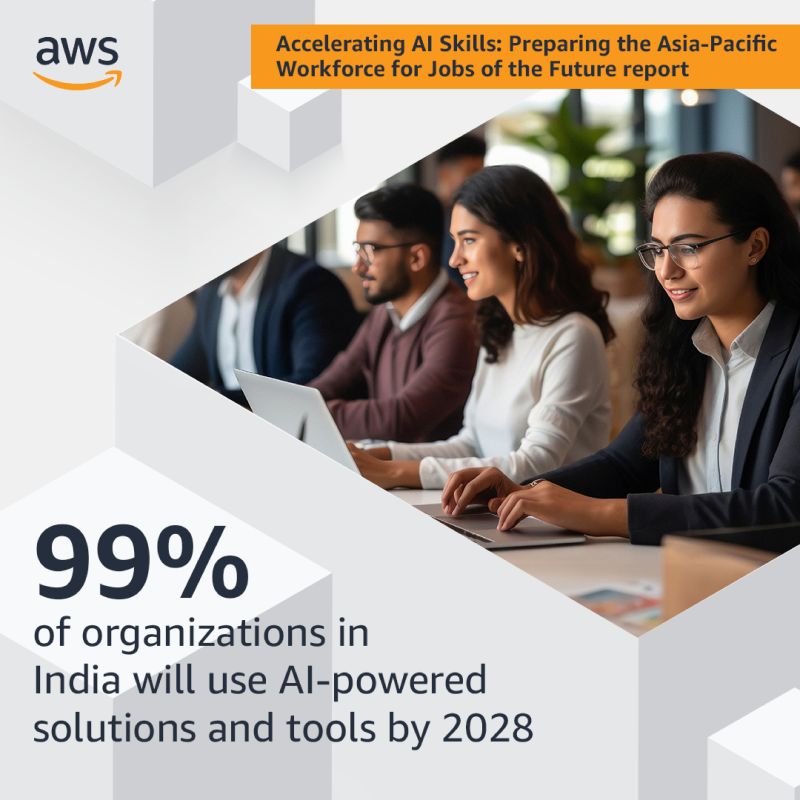 aws
Accelerating AI Skills: Preparing the Asia-Pacific
Workforce for Jobs of the Future report
99%
of organizations in
India will use AI-powered
solutions and tools by 2028